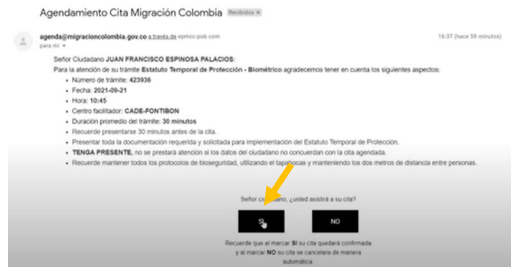 Agendamiento Cita Migración Colombia Recibidos ×
agenda@migracioncolombia.gov.co a través de epmco-pob.com 16:37 (hace 59 minutos)
para mí
Señor Ciudadano JUAN FRANCISCO ESPINOSA PALACIOS:
Para la atención de su trámite Estatuto Temporal de Protección - Biométrico agradecemos tener en cuenta los siguientes aspectos:
• Número de trámite: 423936
• Fecha: 2021-09-21
• Hora: 10:45
• Centro facilitador: CADE-FONTIBON
• Duración promedio del trámite: 30 minutos
• Recuerde presentarse 30 minutos antes de la cita.
• Presentar toda la documentación requerida y solicitada para implementación del Estatuto Temporal de Protección.
• TENGA PRESENTE, no se prestará atención si los datos del ciudadano no concuerdan con la cita agendada.
• Recuerde mantener todos los protocolos de bioseguridad, utilizando el tapabocas y manteniendo los dos metros de distancia entre personas.
Señor ciudadano, ¿usted asistirá a su cita?
SI NO
Recuerde que al marcar SI su cita quedará confirmada
y al marcar NO su cita se cancelara de manera
automática.